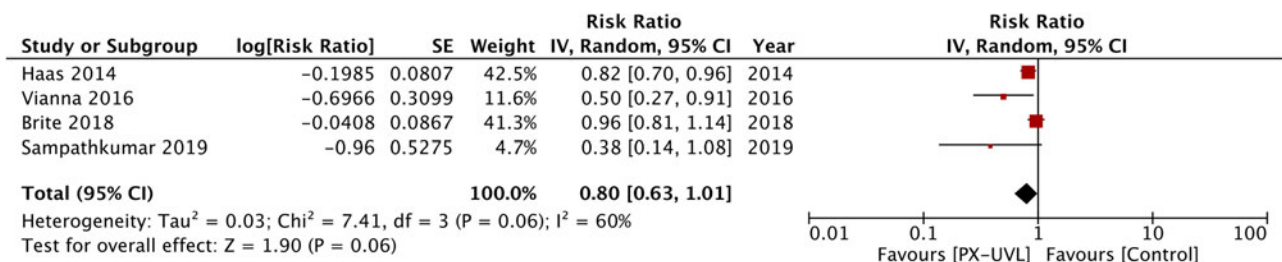 Risk Ratio Risk Ratio
Study or Subgroup log[Risk Ratio] SE Weight IV, Random, 95% CI Year IV, Random, 95% CI
Haas 2014 −0.1985 0.0807 42.5% 0.82 [0.70, 0.96] 2014
Vianna 2016 −0.6966 0.3099 11.6% 0.50 [0.27, 0.91] 2016
Brite 2018 −0.0408 0.0867 41.3% 0.96 [0.81, 1.14] 2018
Sampathkumar 2019 −0.96 0.5275 4.7% 0.38 [0.14, 1.08] 2019
Total (95% CI) 100.0% 0.80 [0.63, 1.01]
Heterogeneity: Tau² = 0.03; Chi² = 7.41, df = 3 (P = 0.06); I² = 60%
Test for overall effect: Z = 1.90 (P = 0.06)
0.01 0.1 1 10 100
Favours [PX−UVL] Favours [Control]